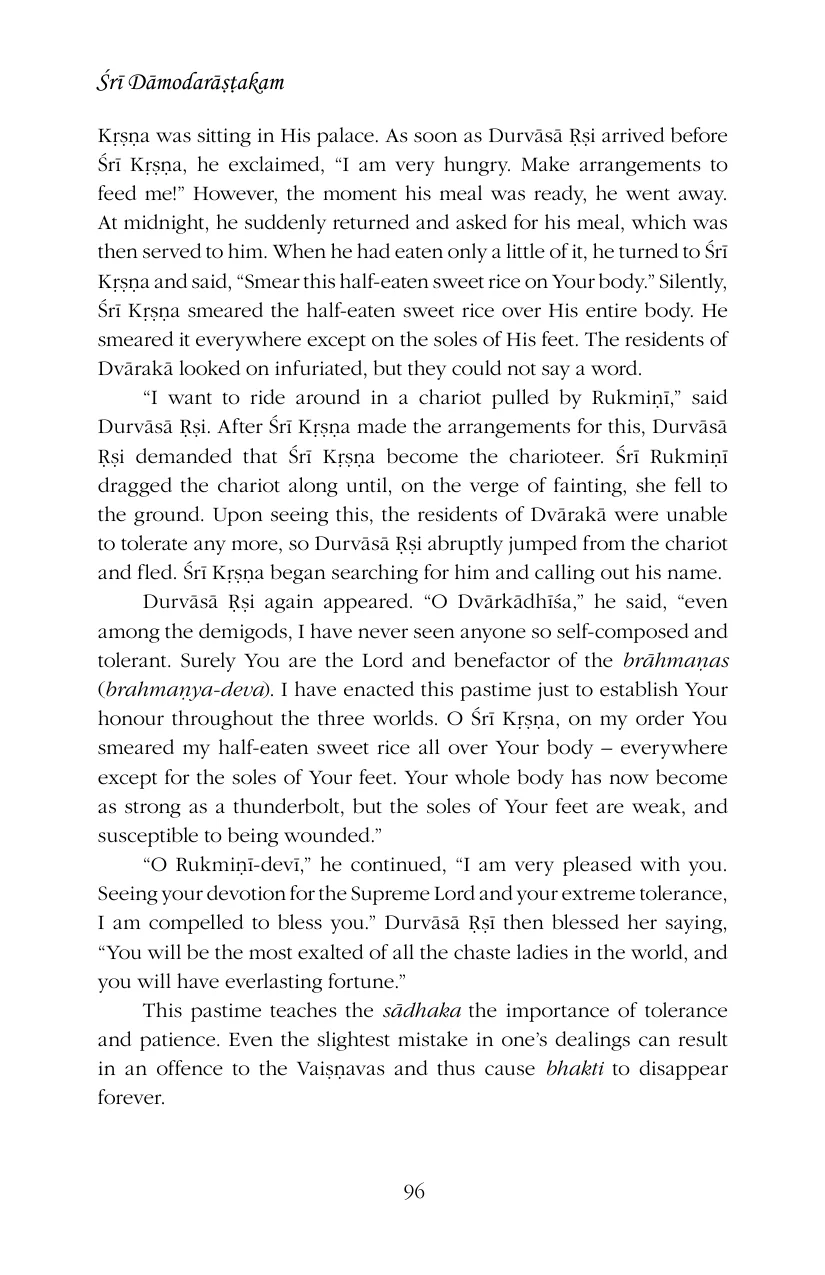 Śrī Dāmodarāṣṭakam
Kṛṣṇa was sitting in His palace. As soon as Durvāsā Ṛṣi arrived before
Śrī Kṛṣṇa, he exclaimed, “I am very hungry. Make arrangements to
feed me!” However, the moment his meal was ready, he went away.
At midnight, he suddenly returned and asked for his meal, which was
then served to him. When he had eaten only a little of it, he turned to Śrī
Kṛṣṇa and said, “Smear this half-eaten sweet rice on Your body.” Silently,
Śrī Kṛṣṇa smeared the half-eaten sweet rice over His entire body. He
smeared it everywhere except on the soles of His feet. The residents of
Dvārakā looked on infuriated, but they could not say a word.
“I want to ride around in a chariot pulled by Rukmiṇī,” said
Durvāsā Ṛṣi. After Śrī Kṛṣṇa made the arrangements for this, Durvāsā
Ṛṣi demanded that Śrī Kṛṣṇa become the charioteer. Śrī Rukmiṇī
dragged the chariot along until, on the verge of fainting, she fell to
the ground. Upon seeing this, the residents of Dvārakā were unable
to tolerate any more, so Durvāsā Ṛṣi abruptly jumped from the chariot
and fled. Śrī Kṛṣṇa began searching for him and calling out his name.
Durvāsā Ṛṣi again appeared. “O Dvārkādhīśa,” he said, “even
among the demigods, I have never seen anyone so self-composed and
tolerant. Surely You are the Lord and benefactor of the brāhmaṇas
(brahmaṇya-deva). I have enacted this pastime just to establish Your
honour throughout the three worlds. O Śrī Kṛṣṇa, on my order You
smeared my half-eaten sweet rice all over Your body – everywhere
except for the soles of Your feet. Your whole body has now become
as strong as a thunderbolt, but the soles of Your feet are weak, and
susceptible to being wounded.”
“O Rukmiṇī-devī,” he continued, “I am very pleased with you.
Seeing your devotion for the Supreme Lord and your extreme tolerance,
I am compelled to bless you.” Durvāsā Ṛṣī then blessed her saying,
“You will be the most exalted of all the chaste ladies in the world, and
you will have everlasting fortune.”
This pastime teaches the sādhaka the importance of tolerance
and patience. Even the slightest mistake in one’s dealings can result
in an offence to the Vaiṣṇavas and thus cause bhakti to disappear
forever.
96